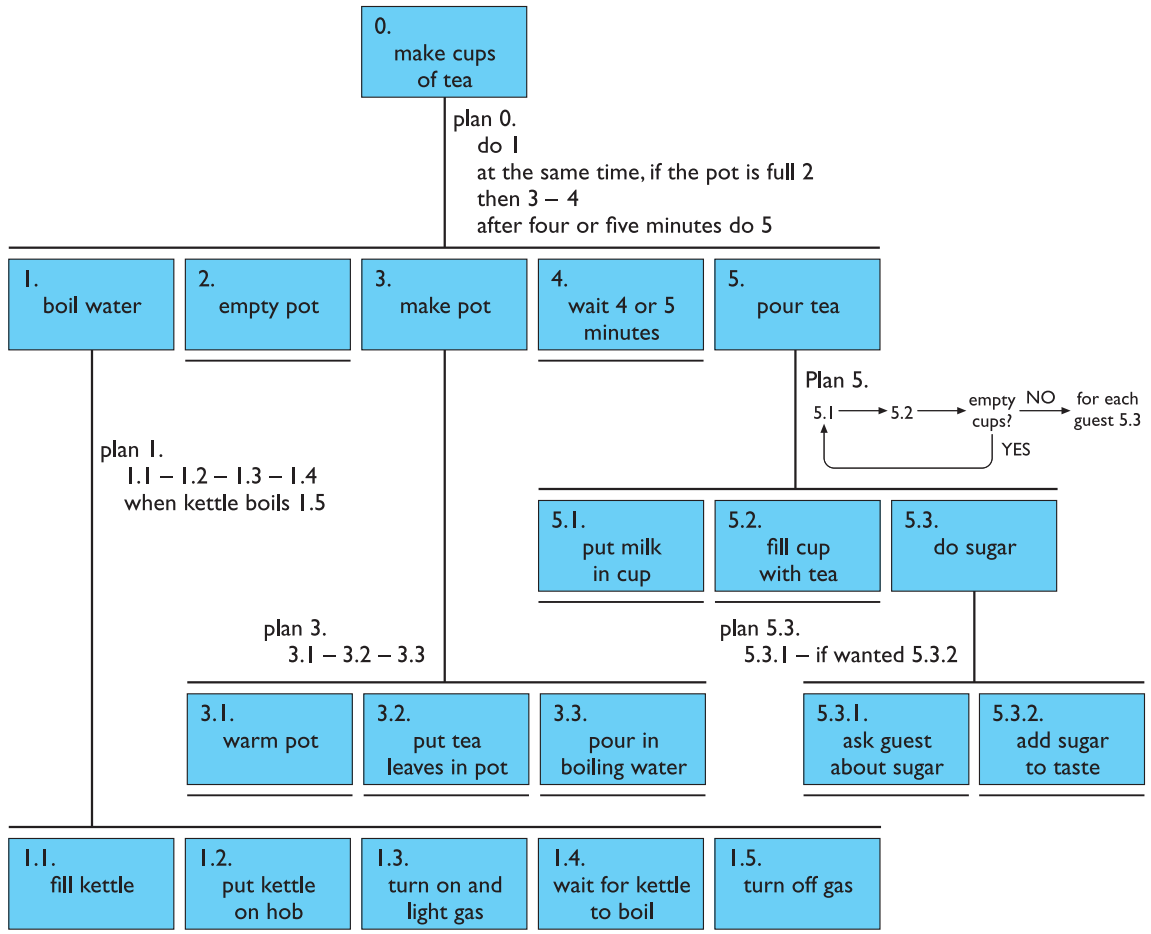 0.
make cups
of tea
plan 0.
do 1
at the same time, if the pot is full 2
then 3 – 4
after four or five minutes do 5
1.
boil water
2.
empty pot
3.
make pot
4.
wait 4 or 5
minutes
5.
pour tea
Plan 5.
5.1
5.2
empty
cups?
NO
for each
guest 5.3
YES
plan 1.
1.1 – 1.2 – 1.3 – 1.4
when kettle boils 1.5
5.1.
put milk
in cup
5.2.
fill cup
with tea
5.3.
do sugar
plan 3.
3.1 – 3.2 – 3.3
plan 5.3.
5.3.1 – if wanted 5.3.2
3.1.
warm pot
3.2.
put tea
leaves in pot
3.3.
pour in
boiling water
5.3.1.
ask guest
about sugar
5.3.2.
add sugar
to taste
1.1.
fill kettle
1.2.
put kettle
on hob
1.3.
turn on and
light gas
1.4.
wait for kettle
to boil
1.5.
turn off gas